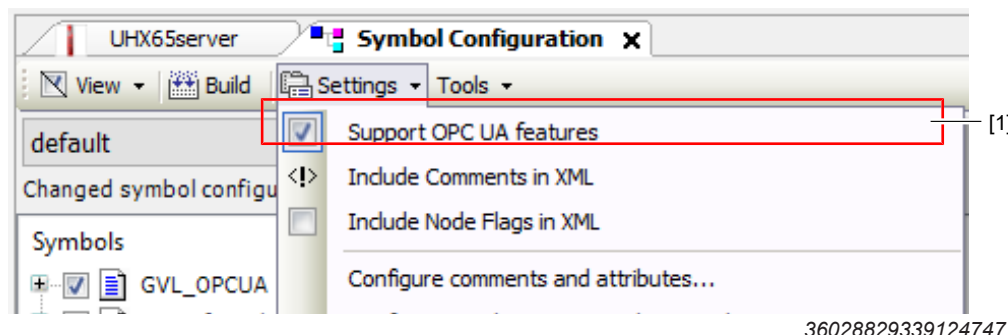 UHX65server Symbol Configuration x
View Build Settings Tools
Support OPC UA features [1]
default
Include Comments in XML
Changed symbol configu
Include Node Flags in XML
Symbols
GVL_OPCUA Configure comments and attributes...
36028829339124747